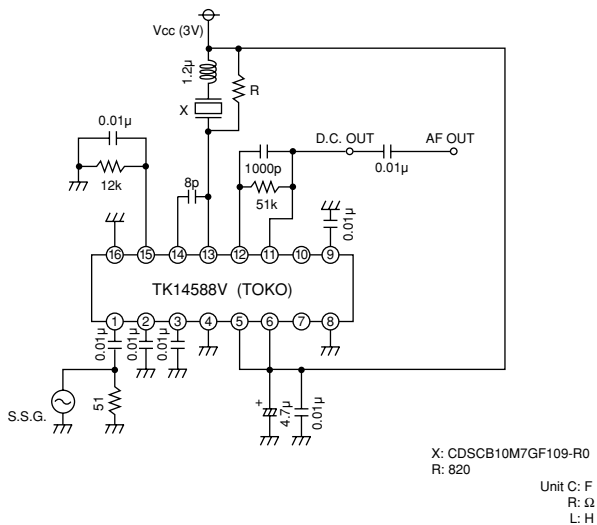 Vcc (3V)
1.2µ
R
X
0.01µ
12k
D.C. OUT
AF OUT
0.01µ
1000p
51k
8p
0.01µ
16 15 14 13 12 11 10 9
TK14588V (TOKO)
1 2 3 4 5 6 7 8
0.01µ
0.01µ
0.01µ
S.S.G.
51
+
4.7µ
0.01µ
X: CDSCB10M7GF109-R0
R: 820
Unit C: F
R: Ω
L: H